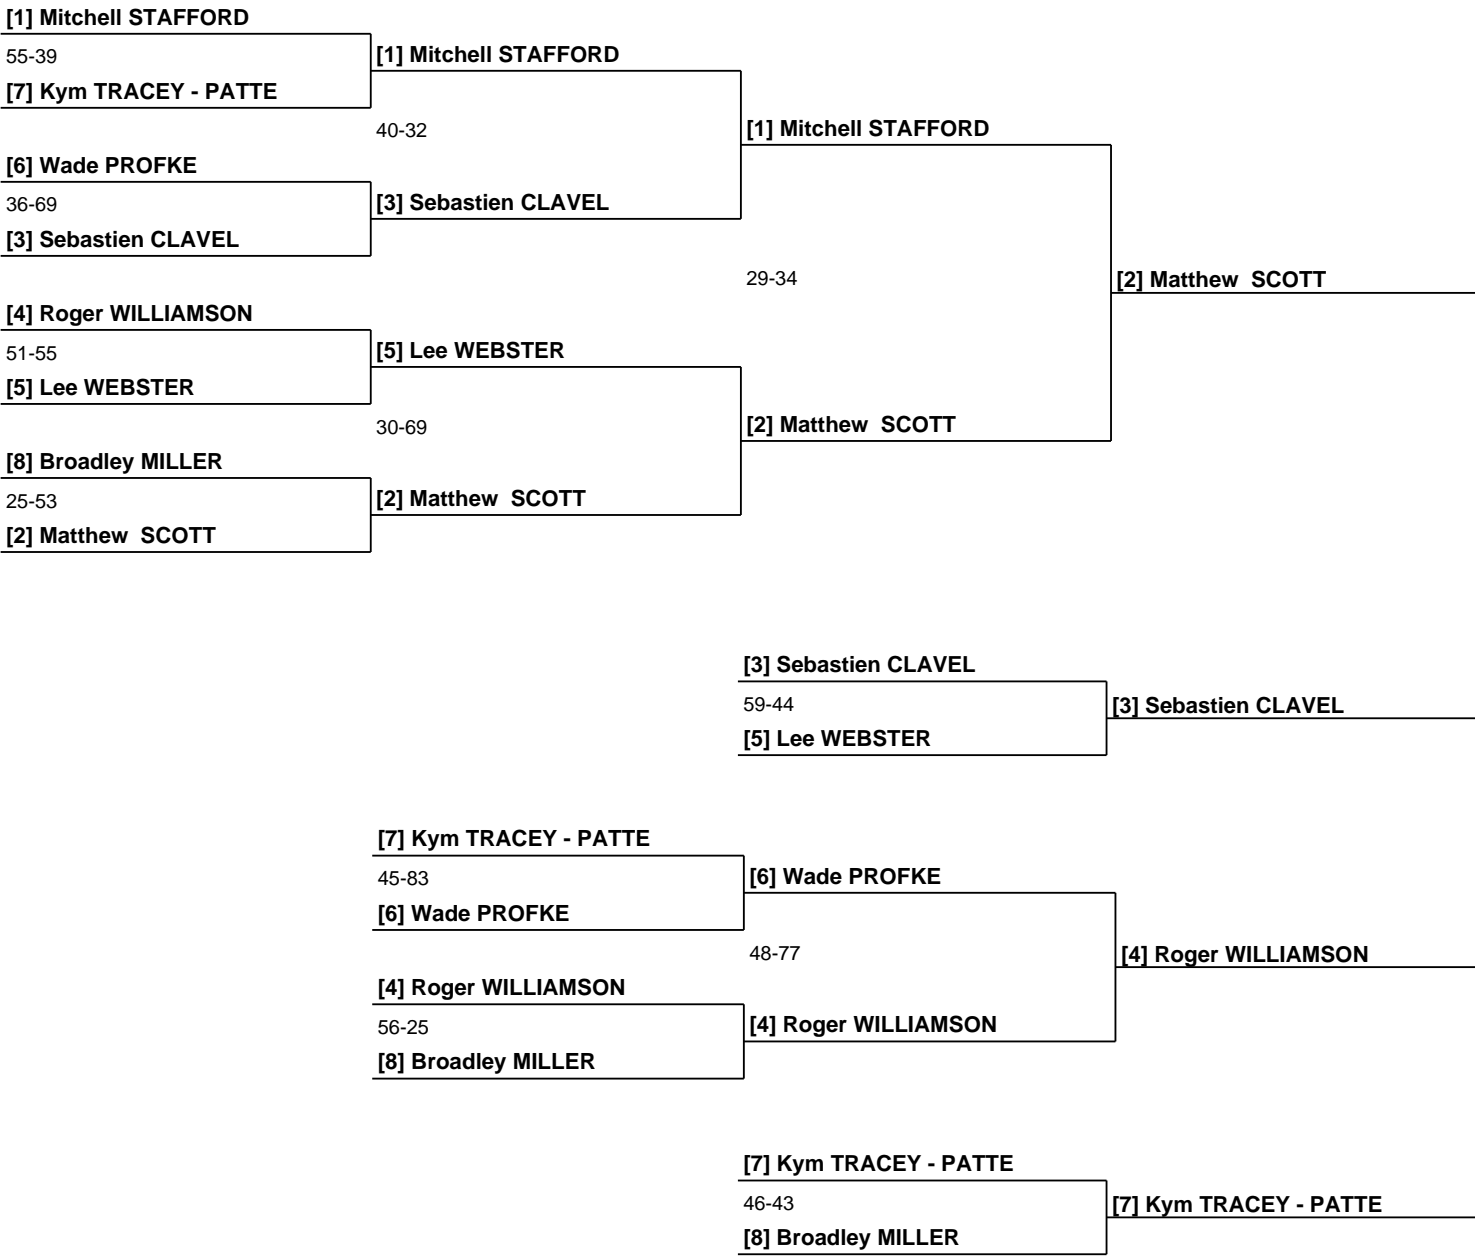 [1] Mitchell STAFFORD
55-39
[1] Mitchell STAFFORD
[7] Kym TRACEY - PATTE
40-32
[1] Mitchell STAFFORD
[6] Wade PROFKE
36-69
[3] Sebastien CLAVEL
[3] Sebastien CLAVEL
29-34
[2] Matthew  SCOTT
[4] Roger WILLIAMSON
51-55
[5] Lee WEBSTER
[5] Lee WEBSTER
30-69
[2] Matthew  SCOTT
[8] Broadley MILLER
25-53
[2] Matthew  SCOTT
[2] Matthew  SCOTT
[3] Sebastien CLAVEL
59-44
[3] Sebastien CLAVEL
[5] Lee WEBSTER
[7] Kym TRACEY - PATTE
45-83
[6] Wade PROFKE
[6] Wade PROFKE
48-77
[4] Roger WILLIAMSON
[4] Roger WILLIAMSON
56-25
[4] Roger WILLIAMSON
[8] Broadley MILLER
[7] Kym TRACEY - PATTE
46-43
[7] Kym TRACEY - PATTE
[8] Broadley MILLER